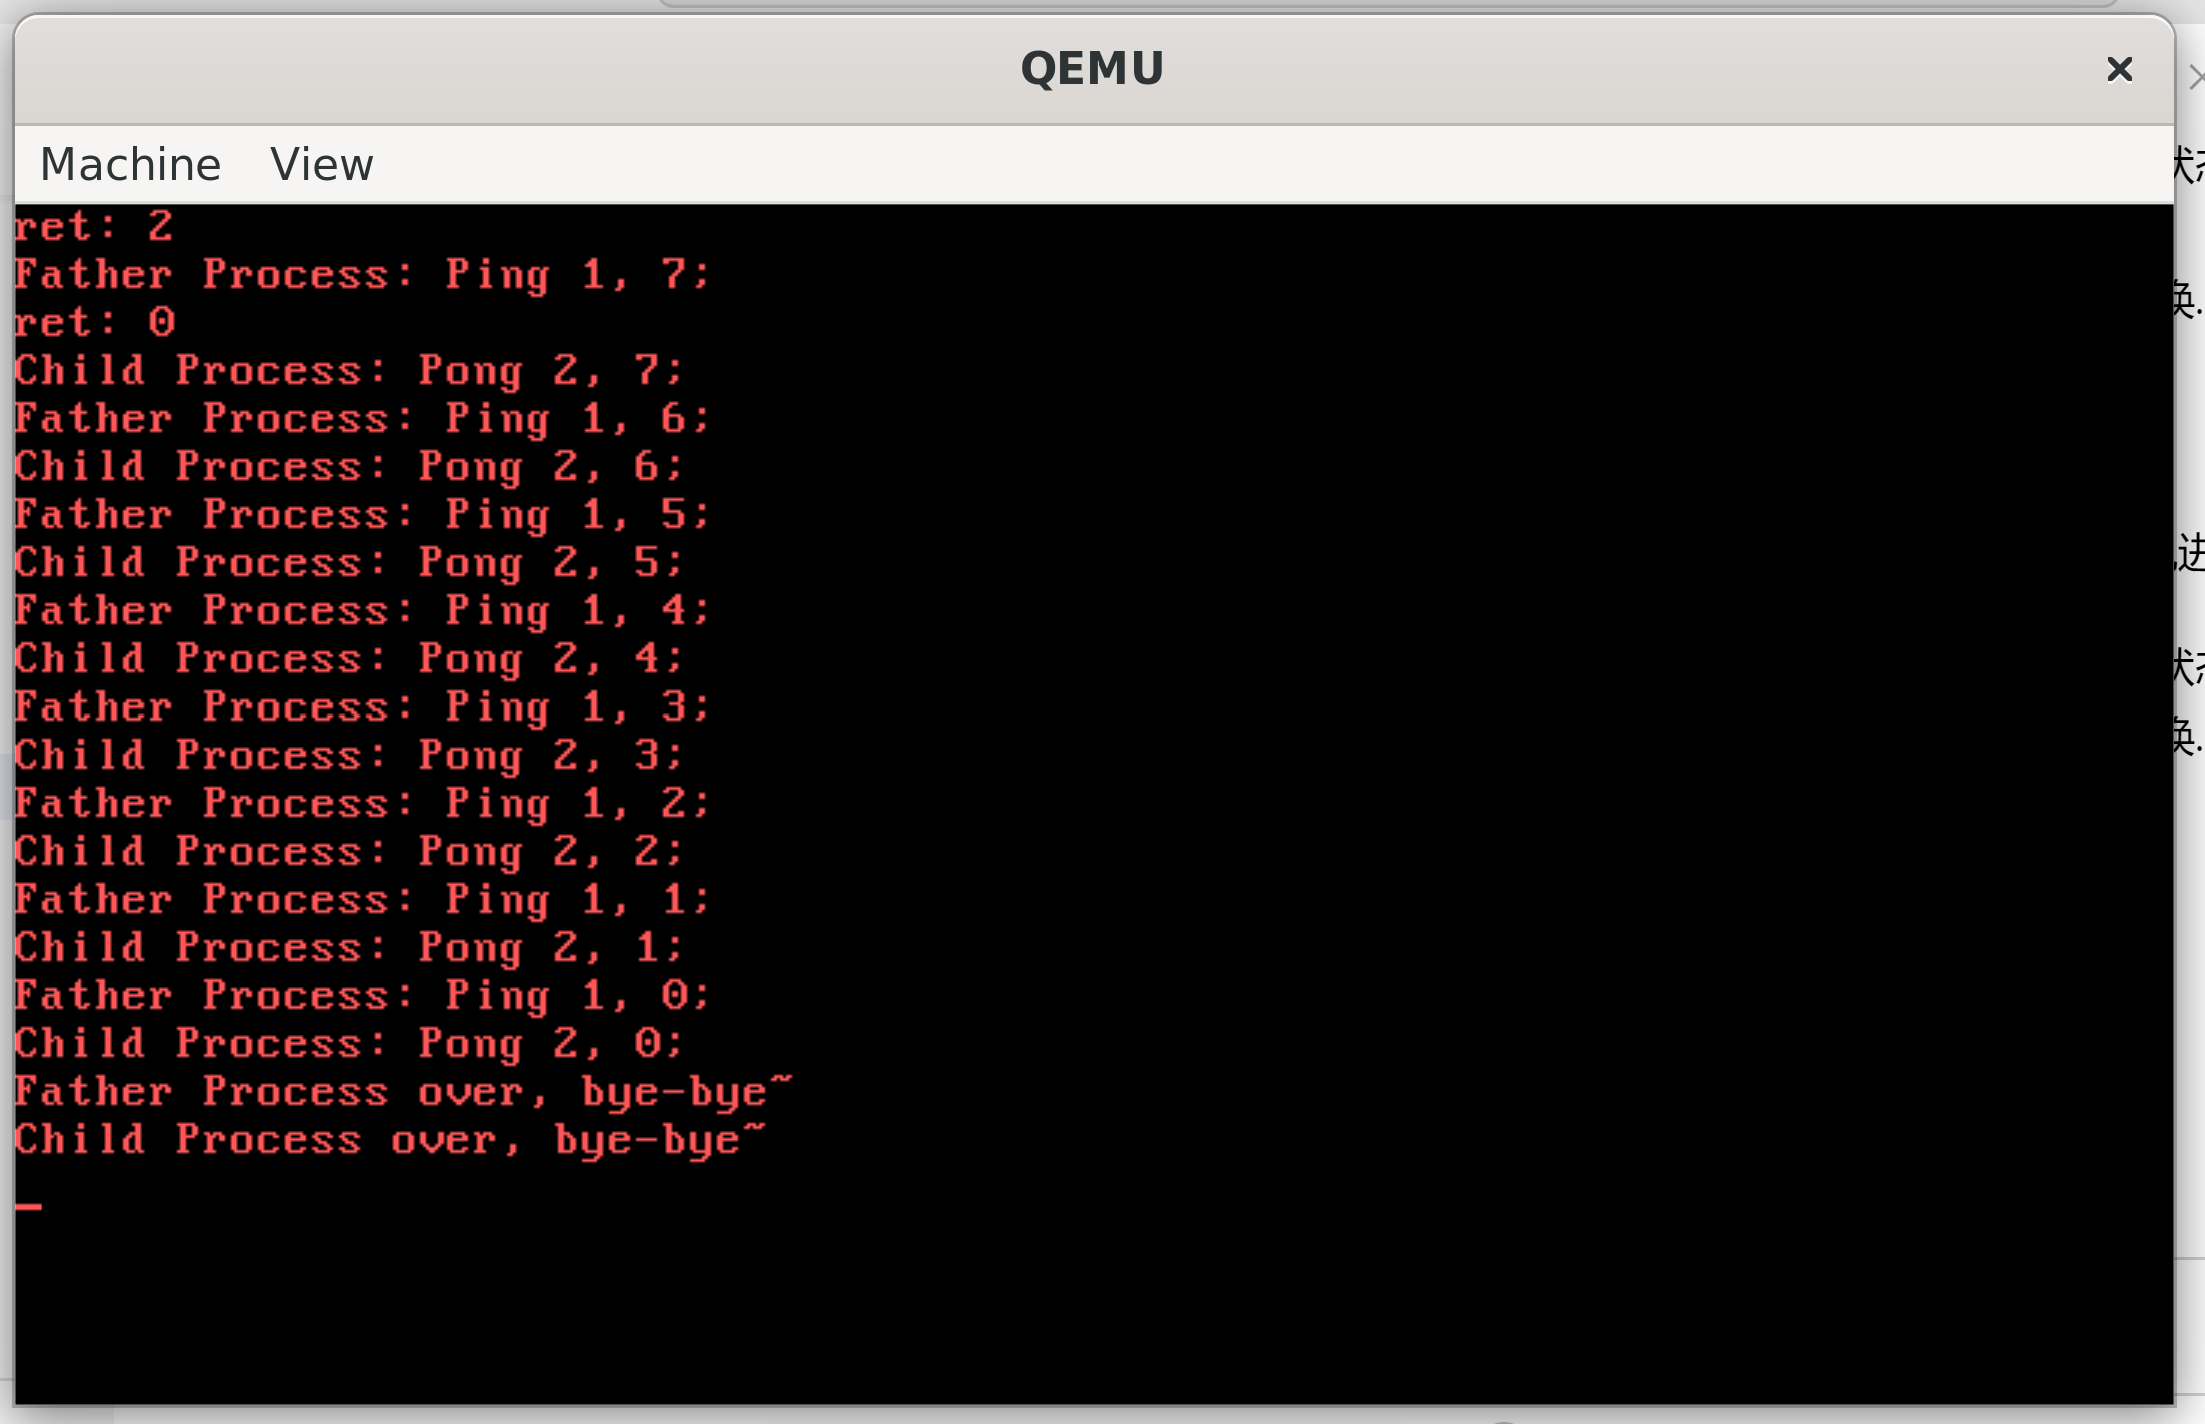 QEMU
Machine View
ret: 2
Father Process: Ping 1, 7;
ret: 0
Child Process: Pong 2, 7;
Father Process: Ping 1, 6;
Child Process: Pong 2, 6;
Father Process: Ping 1, 5;
Child Process: Pong 2, 5;
Father Process: Ping 1, 4;
Child Process: Pong 2, 4;
Father Process: Ping 1, 3;
Child Process: Pong 2, 3;
Father Process: Ping 1, 2;
Child Process: Pong 2, 2;
Father Process: Ping 1, 1;
Child Process: Pong 2, 1;
Father Process: Ping 1, 0;
Child Process: Pong 2, 0;
Father Process over, bye-bye~
Child Process over, bye-bye~
_